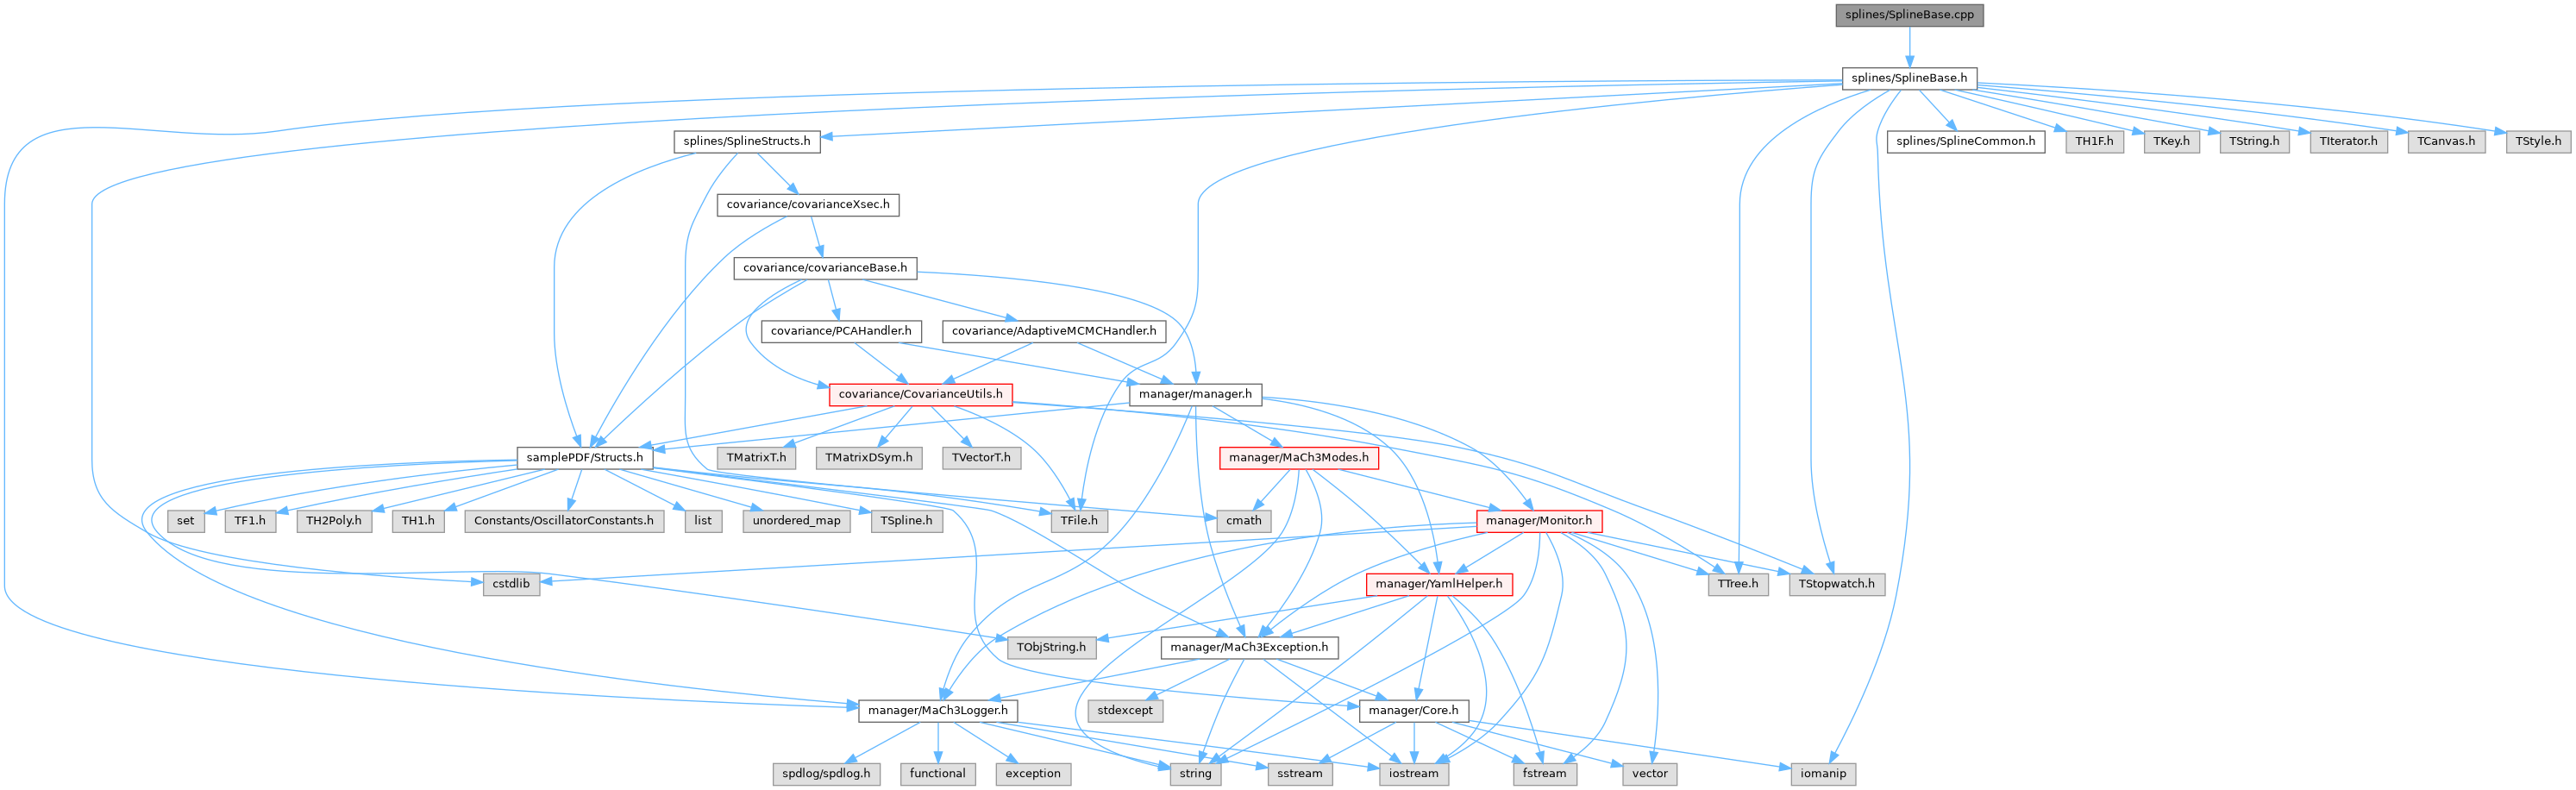 splines/SplineBase.cpp
splines/SplineBase.h
splines/SplineStructs.h
splines/SplineCommon.h
TH1F.h
TKey.h
TString.h
TIterator.h
TCanvas.h
TStyle.h
covariance/covarianceXsec.h
covariance/covarianceBase.h
covariance/PCAHandler.h
covariance/AdaptiveMCMCHandler.h
covariance/CovarianceUtils.h
manager/manager.h
samplePDF/Structs.h
TMatrixT.h
TMatrixDSym.h
TVectorT.h
manager/MaCh3Modes.h
set
TF1.h
TH2Poly.h
TH1.h
Constants/OscillatorConstants.h
list
unordered_map
TSpline.h
TFile.h
cmath
manager/Monitor.h
cstdlib
manager/YamlHelper.h
TTree.h
TStopwatch.h
TObjString.h
manager/MaCh3Exception.h
manager/MaCh3Logger.h
stdexcept
manager/Core.h
spdlog/spdlog.h
functional
exception
string
sstream
iostream
fstream
vector
iomanip